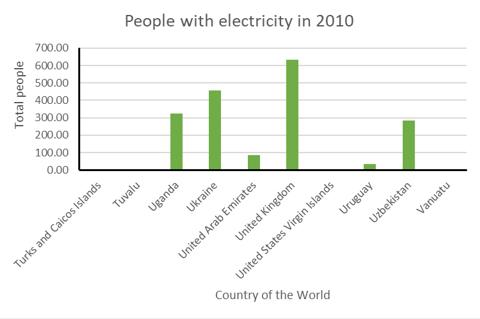 People with electricity in 2010
Total people
700.00
600.00
500.00
400.00
300.00
200.00
100.00
0.00
Turks and Caicos Islands
Tuvalu
Uganda
Ukraine
United Arab Emirates
United Kingdom
United States Virgin Islands
Uruguay
Uzbekistan
Vanuatu
Country of the World